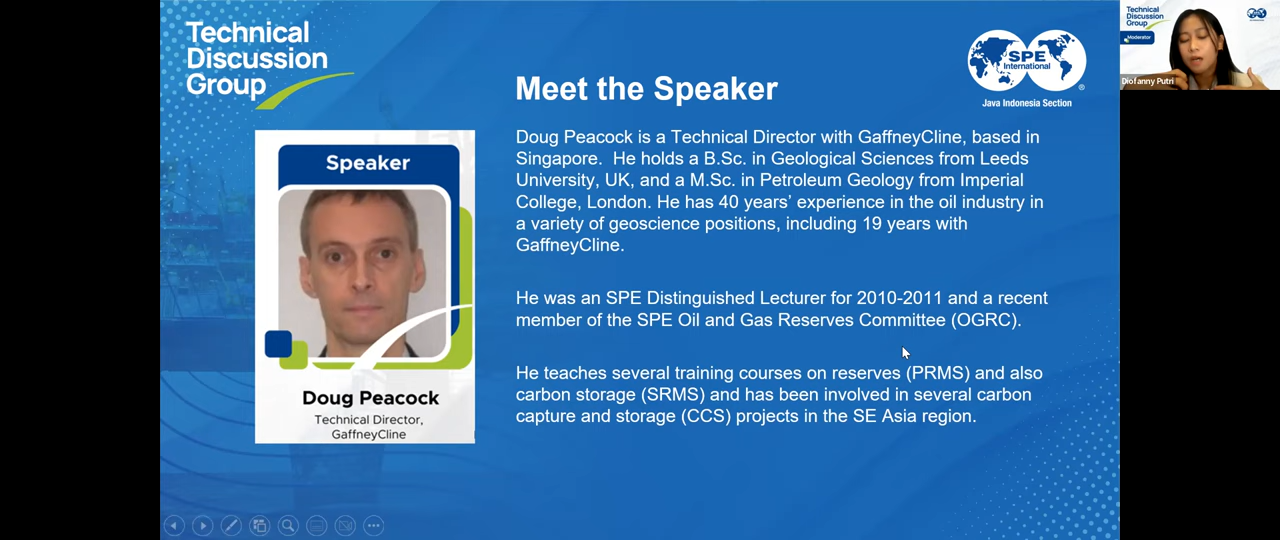 Technical
Discussion
Group
SPE
International
®
Java Indonesia Section
Meet the Speaker
Speaker
Doug Peacock
Technical Director,
GaffneyCline
Doug Peacock is a Technical Director with GaffneyCline, based in
Singapore.  He holds a B.Sc. in Geological Sciences from Leeds
University, UK, and a M.Sc. in Petroleum Geology from Imperial
College, London. He has 40 years’ experience in the oil industry in
a variety of geoscience positions, including 19 years with
GaffneyCline.
He was an SPE Distinguished Lecturer for 2010-2011 and a recent
member of the SPE Oil and Gas Reserves Committee (OGRC).
He teaches several training courses on reserves (PRMS) and also
carbon storage (SRMS) and has been involved in several carbon
capture and storage (CCS) projects in the SE Asia region.
Technical
Discussion
Group
Moderator
Diofanny Putri